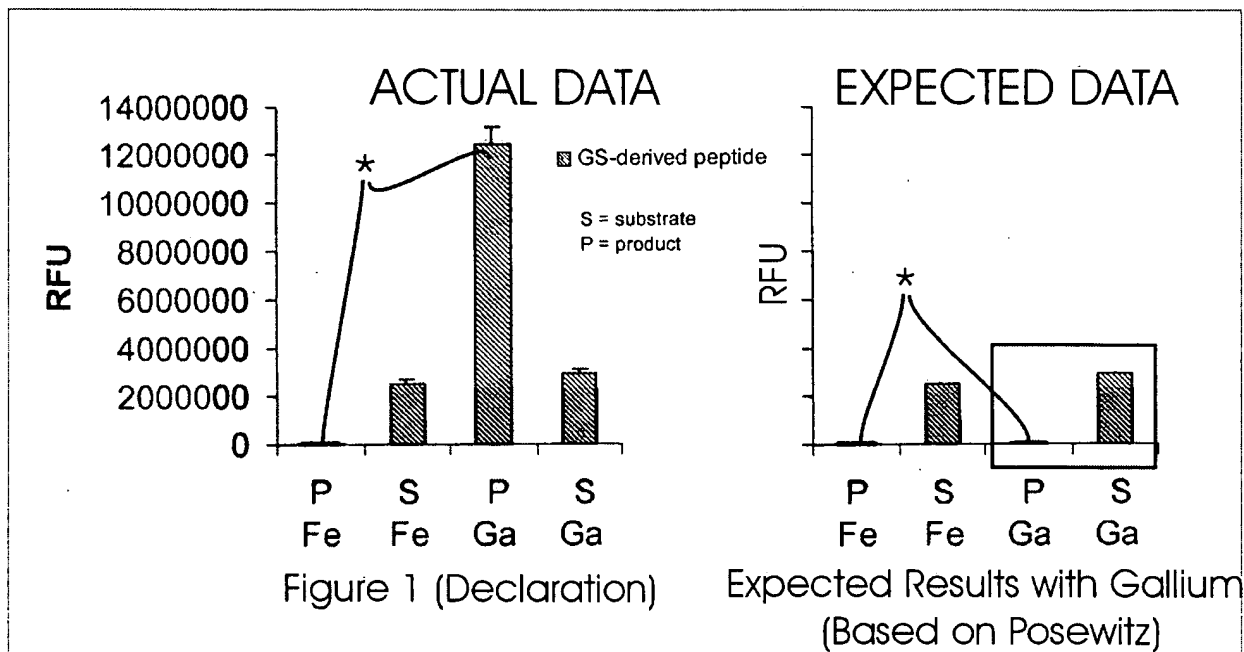 ACTUAL DATA
14000000
12000000
10000000
8000000
6000000
4000000
2000000
0
RFU
*
GS-derived peptide
S = substrate
P = product
P S P S
Fe Fe Ga Ga
Figure 1 (Declaration)
EXPECTED DATA
RFU
*
P S P S
Fe Fe Ga Ga
Expected Results with Gallium
(Based on Posewitz)